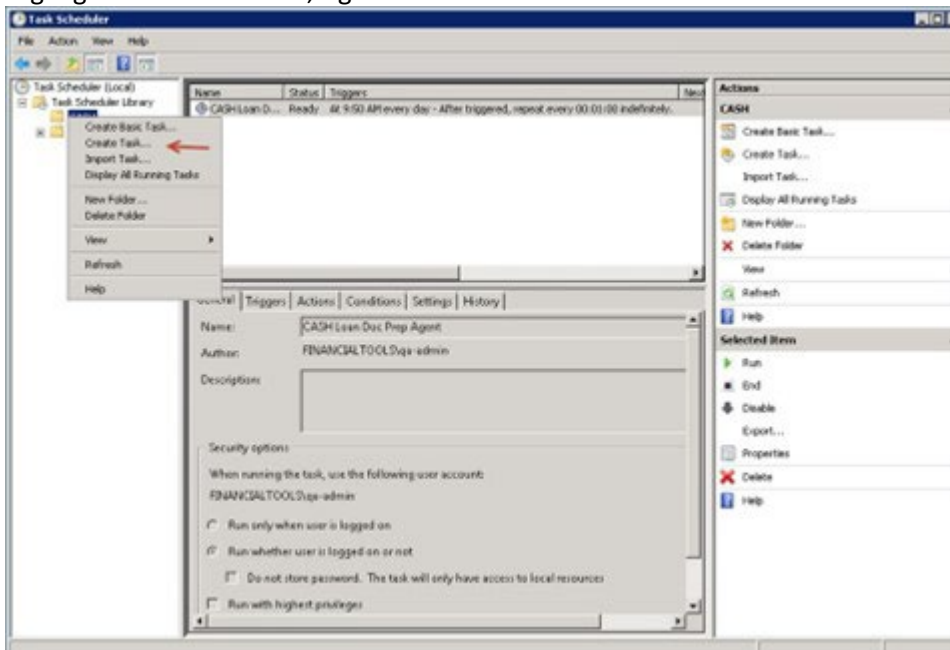 Task Scheduler
File Action View Help
Task Scheduler (Local)
Task Scheduler Library
Create Basic Task...
Create Task...
Import Task...
Display All Running Tasks
New Folder...
Delete Folder
View
Refresh
Help
Name Status Triggers
CASH Loan D... Ready At 9:50 AM every day - After triggered, repeat every 00:01:00 indefinitely.
General Triggers Actions Conditions Settings History
Name: CASH Loan Doc Prep Agent
Author: FINANCIALTOOLS\qa-admin
Description:
Security options
When running the task, use the following user account:
FINANCIALTOOLS\qa-admin
Run only when user is logged on
Run whether user is logged on or not
Do not store password. The task will only have access to local resources
Run with highest privileges
Actions
CASH
Create Basic Task...
Create Task...
Import Task...
Display All Running Tasks
New Folder...
Delete Folder
View
Refresh
Help
Selected Item
Run
End
Disable
Export...
Properties
Delete
Help